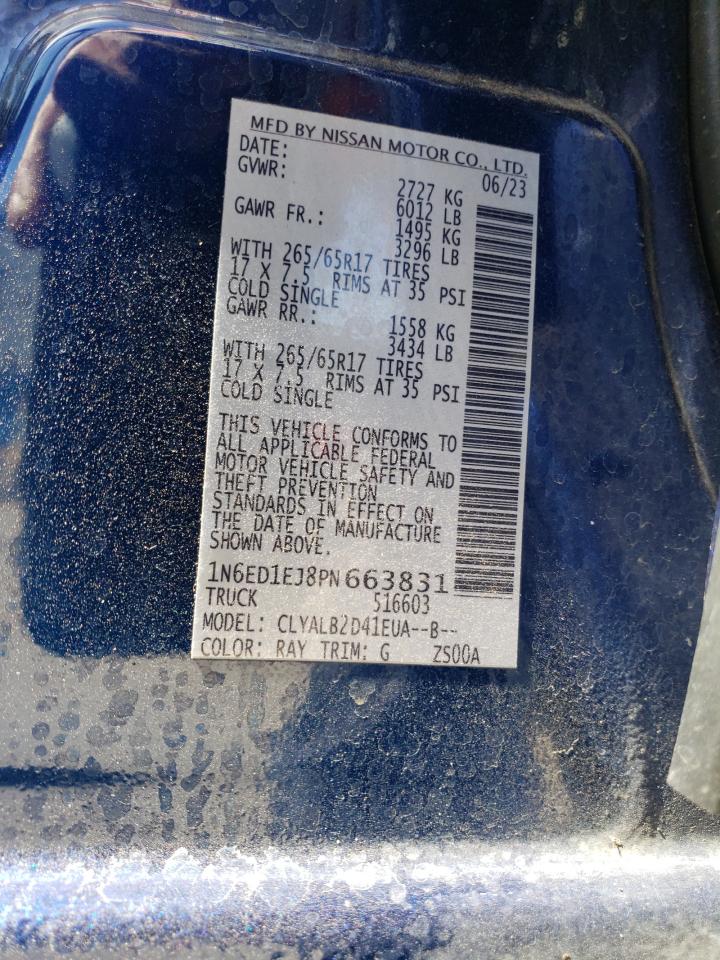 MFD BY NISSAN MOTOR CO., LTD.
DATE: 06/23
GVWR: 2727 KG
6012 LB
GAWR FR.: 1495 KG
3296 LB
WITH 265/65R17 TIRES
17 X 7.5 RIMS AT 35 PSI
COLD SINGLE
GAWR RR.: 1558 KG
3434 LB
WITH 265/65R17 TIRES
17 X 7.5 RIMS AT 35 PSI
COLD SINGLE
THIS VEHICLE CONFORMS TO
ALL APPLICABLE FEDERAL
MOTOR VEHICLE SAFETY AND
THEFT PREVENTION
STANDARDS IN EFFECT ON
THE DATE OF MANUFACTURE
SHOWN ABOVE.
1N6ED1EJ8PN663831
TRUCK 516603
MODEL: CLYALB2D41EUA--B--
COLOR: RAY TRIM: G ZS00A